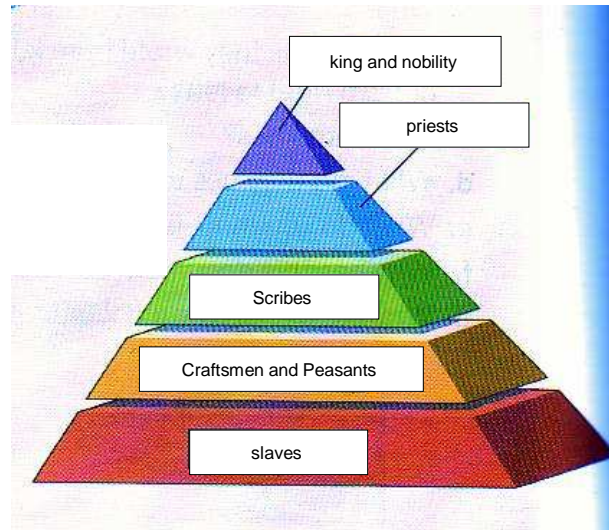 king and nobility
priests
Scribes
Craftsmen and Peasants
slaves